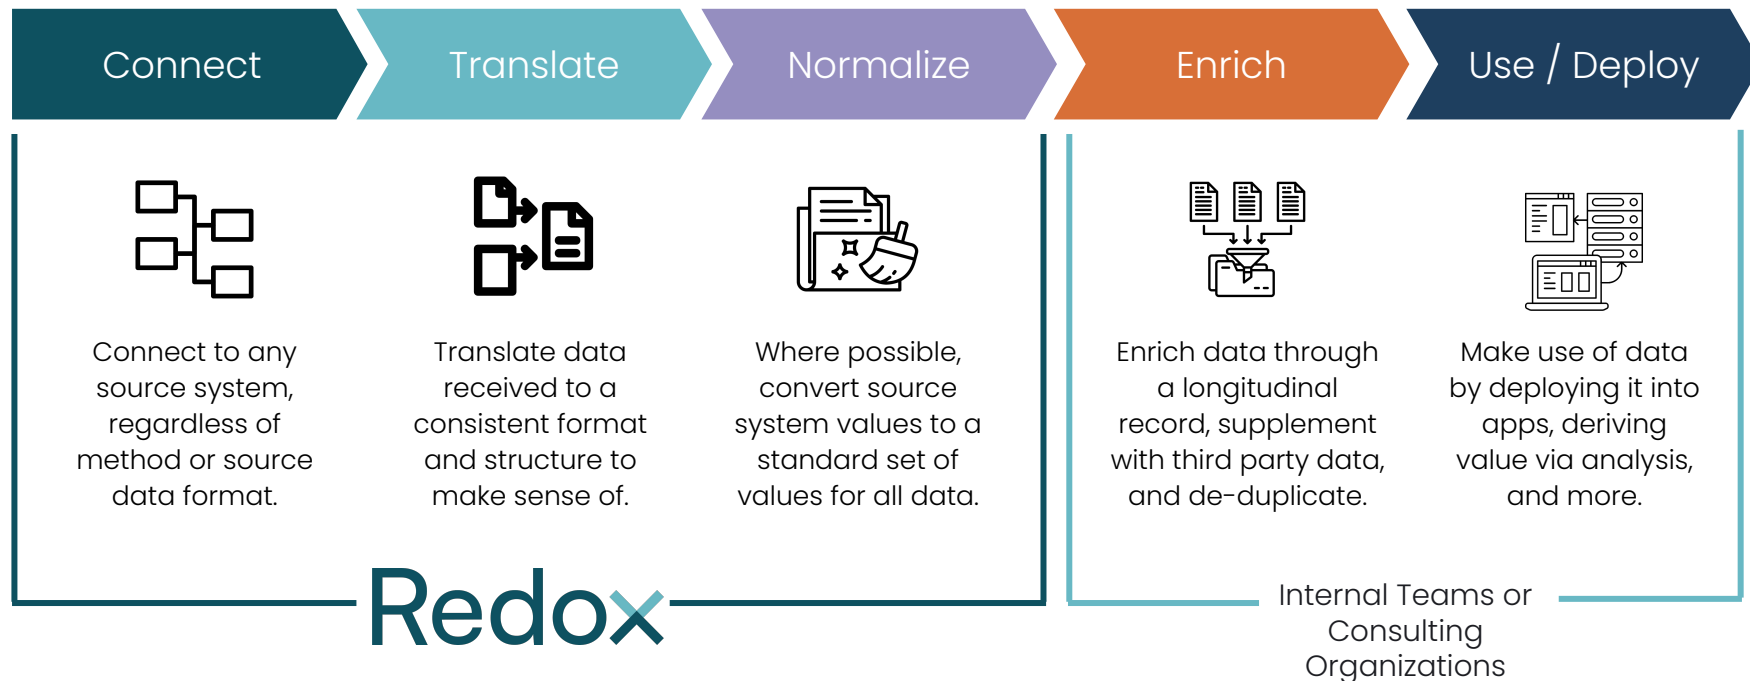 Connect
Translate
Normalize
Enrich
Use / Deploy
Connect to any
source system,
regardless of
method or source
data format.
Translate data
received to a
consistent format
and structure to
make sense of.
Where possible,
convert source
system values to a
standard set of
values for all data.
Enrich data through
a longitudinal
record, supplement
with third party data,
and de-duplicate.
Make use of data
by deploying it into
apps, deriving
value via analysis,
and more.
Redox
Internal Teams or
Consulting
Organizations